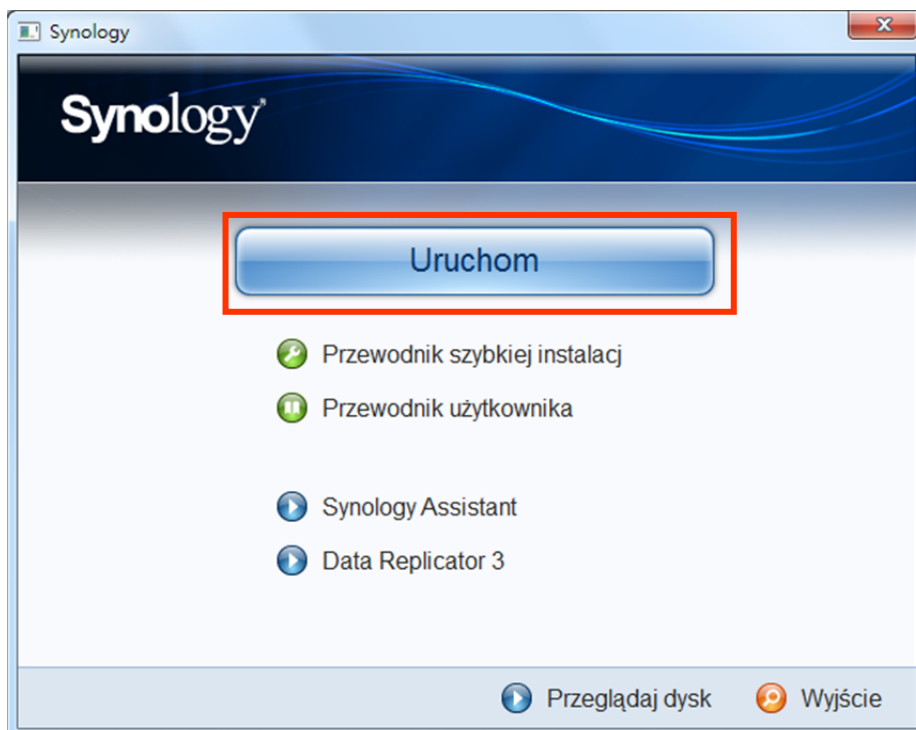 Synology
Synology®
Uruchom
Przewodnik szybkiej instalacj
Przewodnik użytkownika
Synology Assistant
Data Replicator 3
Przeglądaj dysk
Wyjście